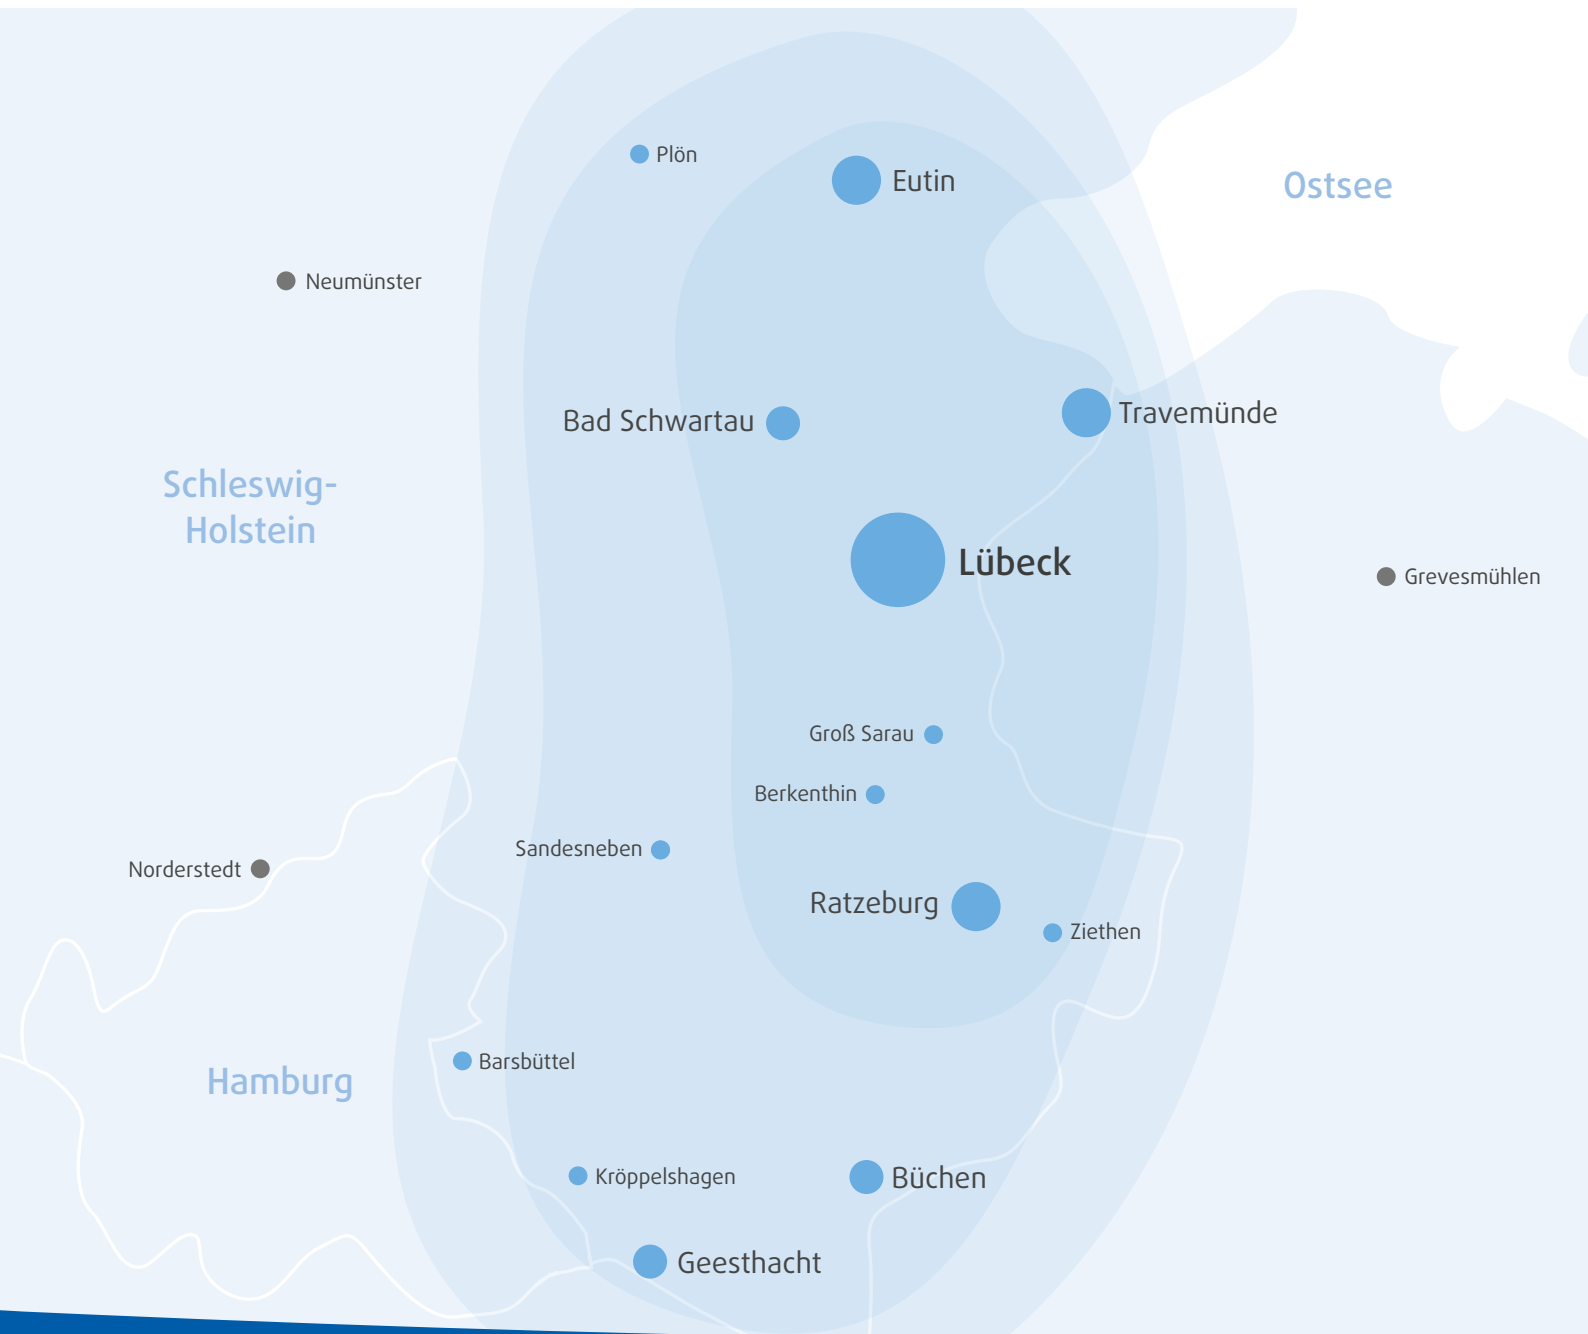 Plön
Eutin
Ostsee
Neumünster
Bad Schwartau
Travemünde
Schleswig-
Holstein
Lübeck
Grevesmühlen
Groß Sarau
Berkenthin
Sandesneben
Norderstedt
Ratzeburg
Ziethen
Barsbüttel
Hamburg
Kröppelshagen
Büchen
Geesthacht